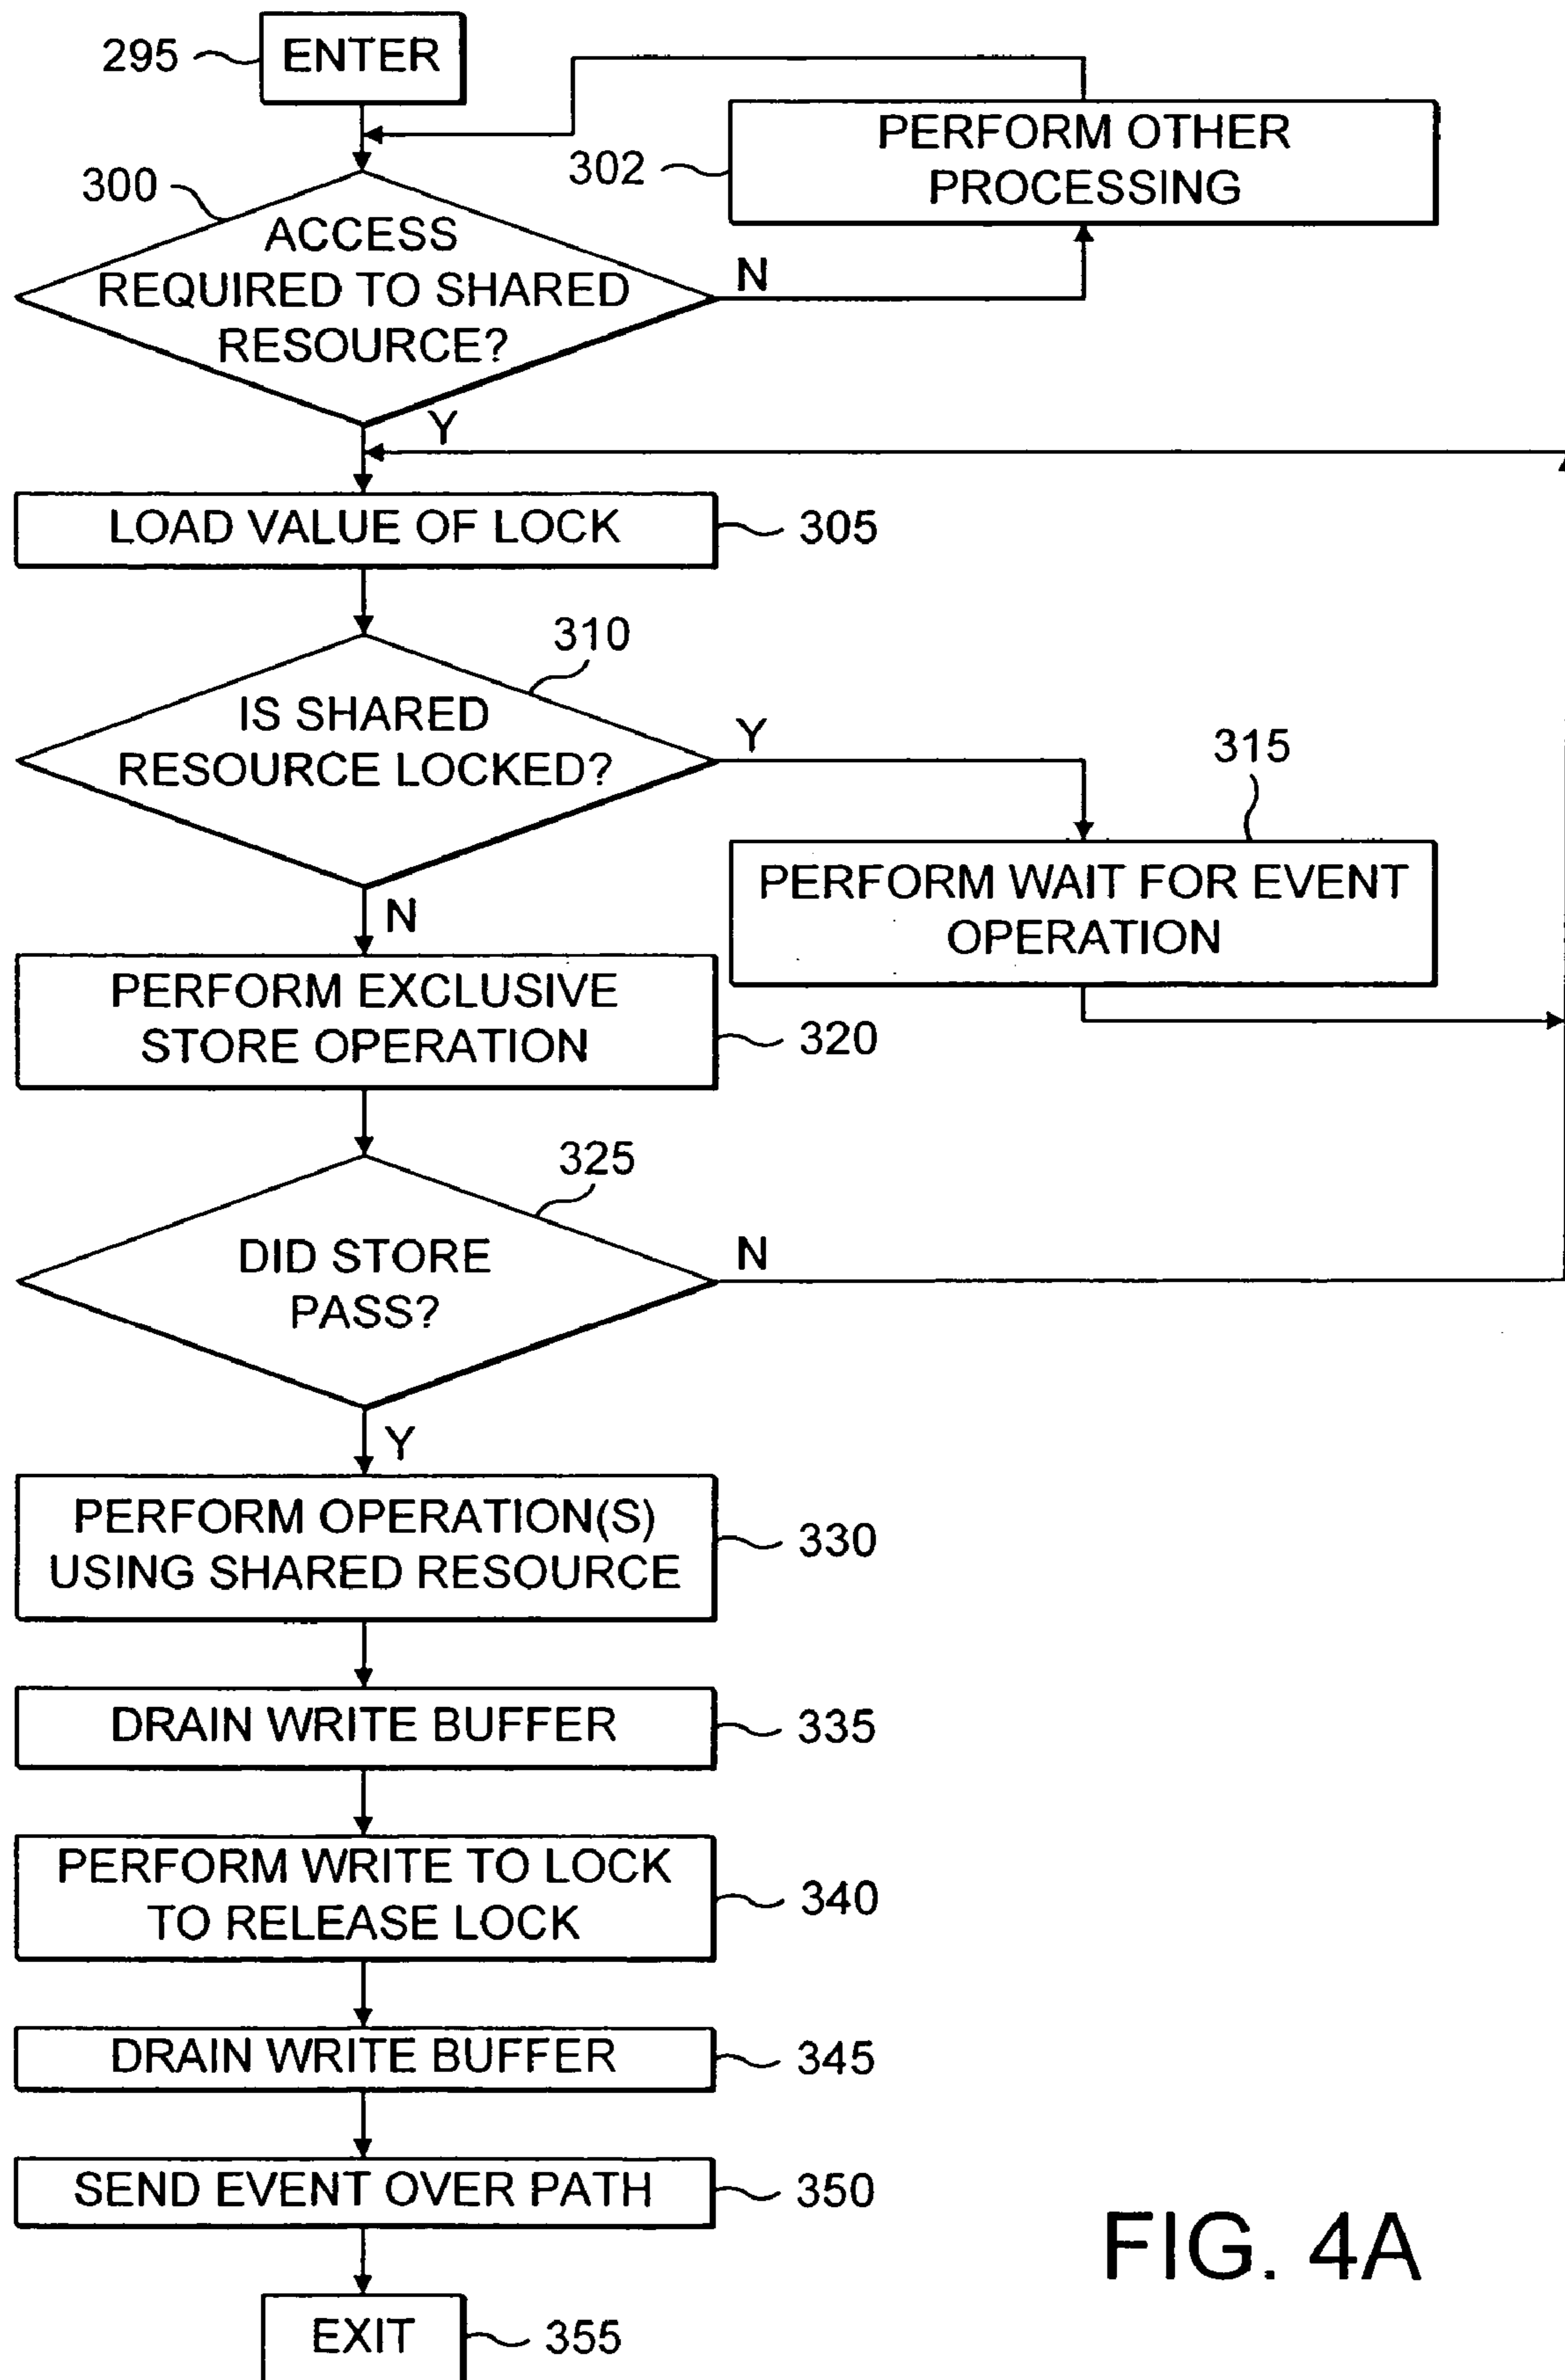 295
ENTER
PERFORM OTHER
PROCESSING
302
300
ACCESS
REQUIRED TO SHARED
RESOURCE?
N
Y
LOAD VALUE OF LOCK
305
310
IS SHARED
RESOURCE LOCKED?
Y
315
PERFORM WAIT FOR EVENT
OPERATION
N
PERFORM EXCLUSIVE
STORE OPERATION
320
325
DID STORE
PASS?
N
Y
PERFORM OPERATION(S)
USING SHARED RESOURCE
330
DRAIN WRITE BUFFER
335
PERFORM WRITE TO LOCK
TO RELEASE LOCK
340
DRAIN WRITE BUFFER
345
SEND EVENT OVER PATH
350
EXIT
355
FIG. 4A